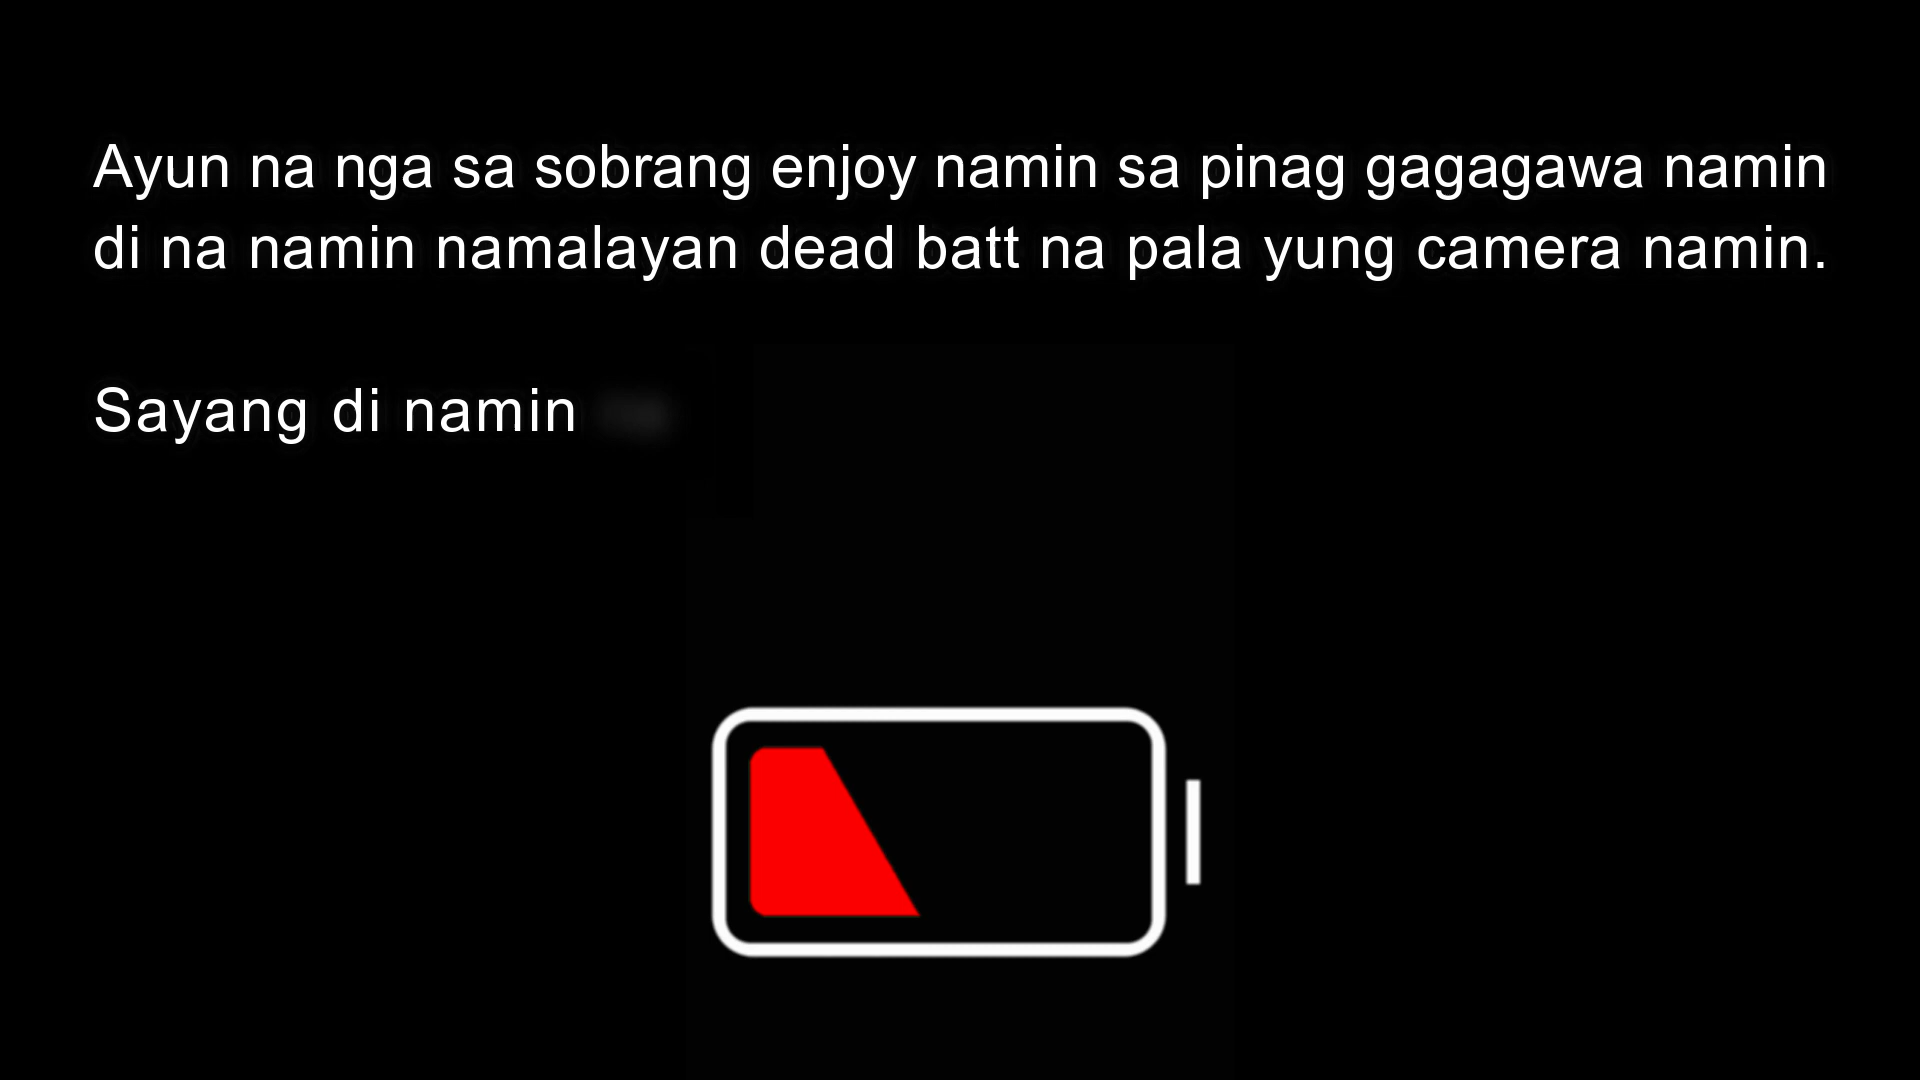 Ayun na nga sa sobrang enjoy namin sa pinag gagagawa namin
di na namin namalayan dead batt na pala yung camera namin.
Sayang di namin